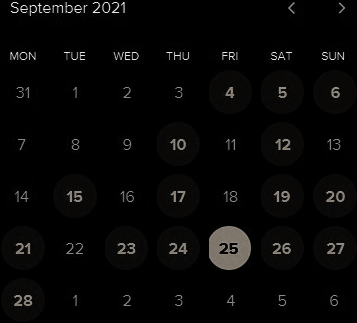 September 2021 < >
MON TUE WED THU FRI SAT SUN
31 1 2 3 4 5 6
7 8 9 10 11 12 13
14 15 16 17 18 19 20
21 22 23 24 25 26 27
28 1 2 3 4 5 6